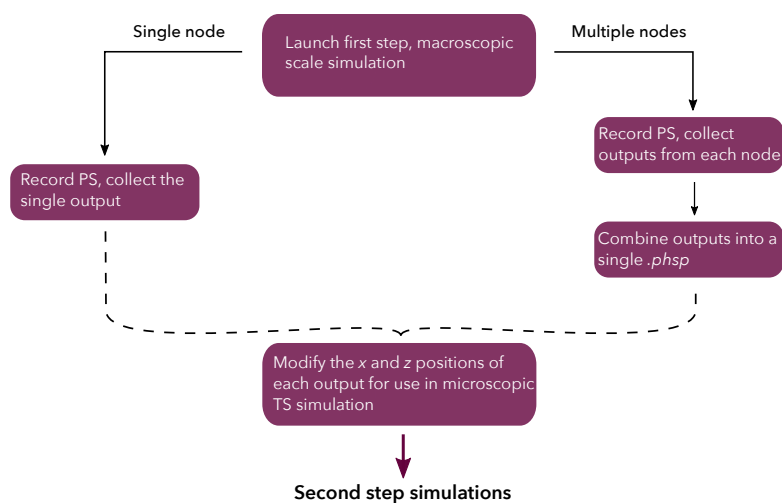 Single node
Launch first step, macroscopic
scale simulation
Multiple nodes
Record PS, collect
outputs from each node
Record PS, collect the
single output
Combine outputs into a
single .phsp
Modify the x and z positions of
each output for use in microscopic
TS simulation
Second step simulations